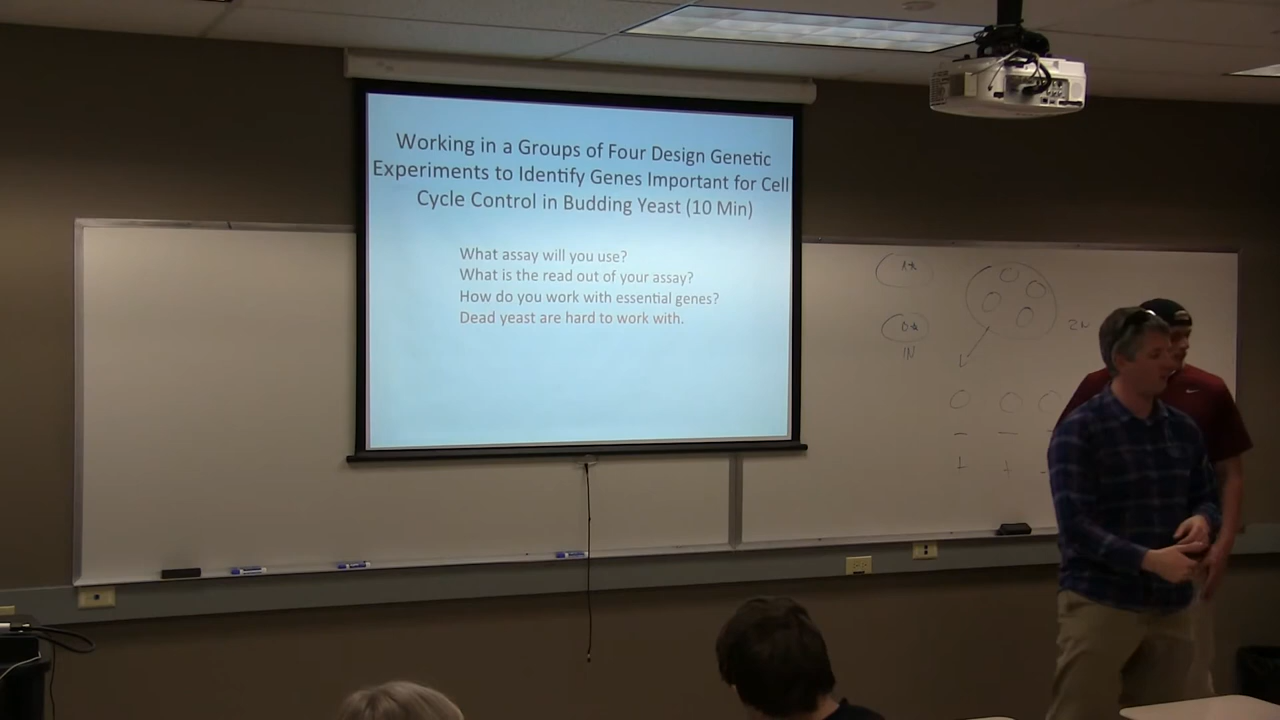 Working in a Groups of Four Design Genetic
Experiments to Identify Genes Important for Cell
Cycle Control in Budding Yeast (10 Min)
What assay will you use?
What is the read out of your assay?
How do you work with essential genes?
Dead yeast are hard to work with.
2N
1N